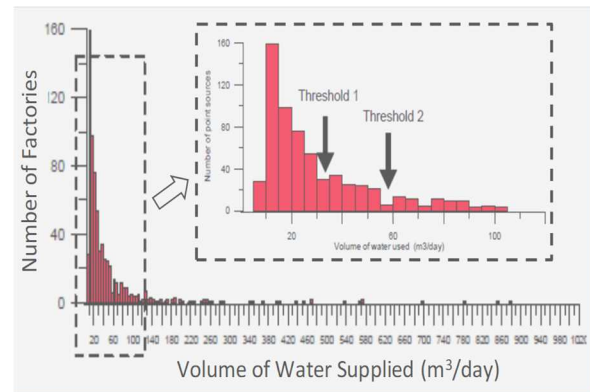 160
120
80
40
0
Number of Factories
160
120
80
40
0
Number of point sources
Threshold 1
Threshold 2
20 60 100
Volume of water used (m3/day)
20 60 100 140 180 220 260 300 340 380 420 460 500 540 580 620 660 700 740 780 820 860 900 940 980 1020
Volume of Water Supplied (m³/day)